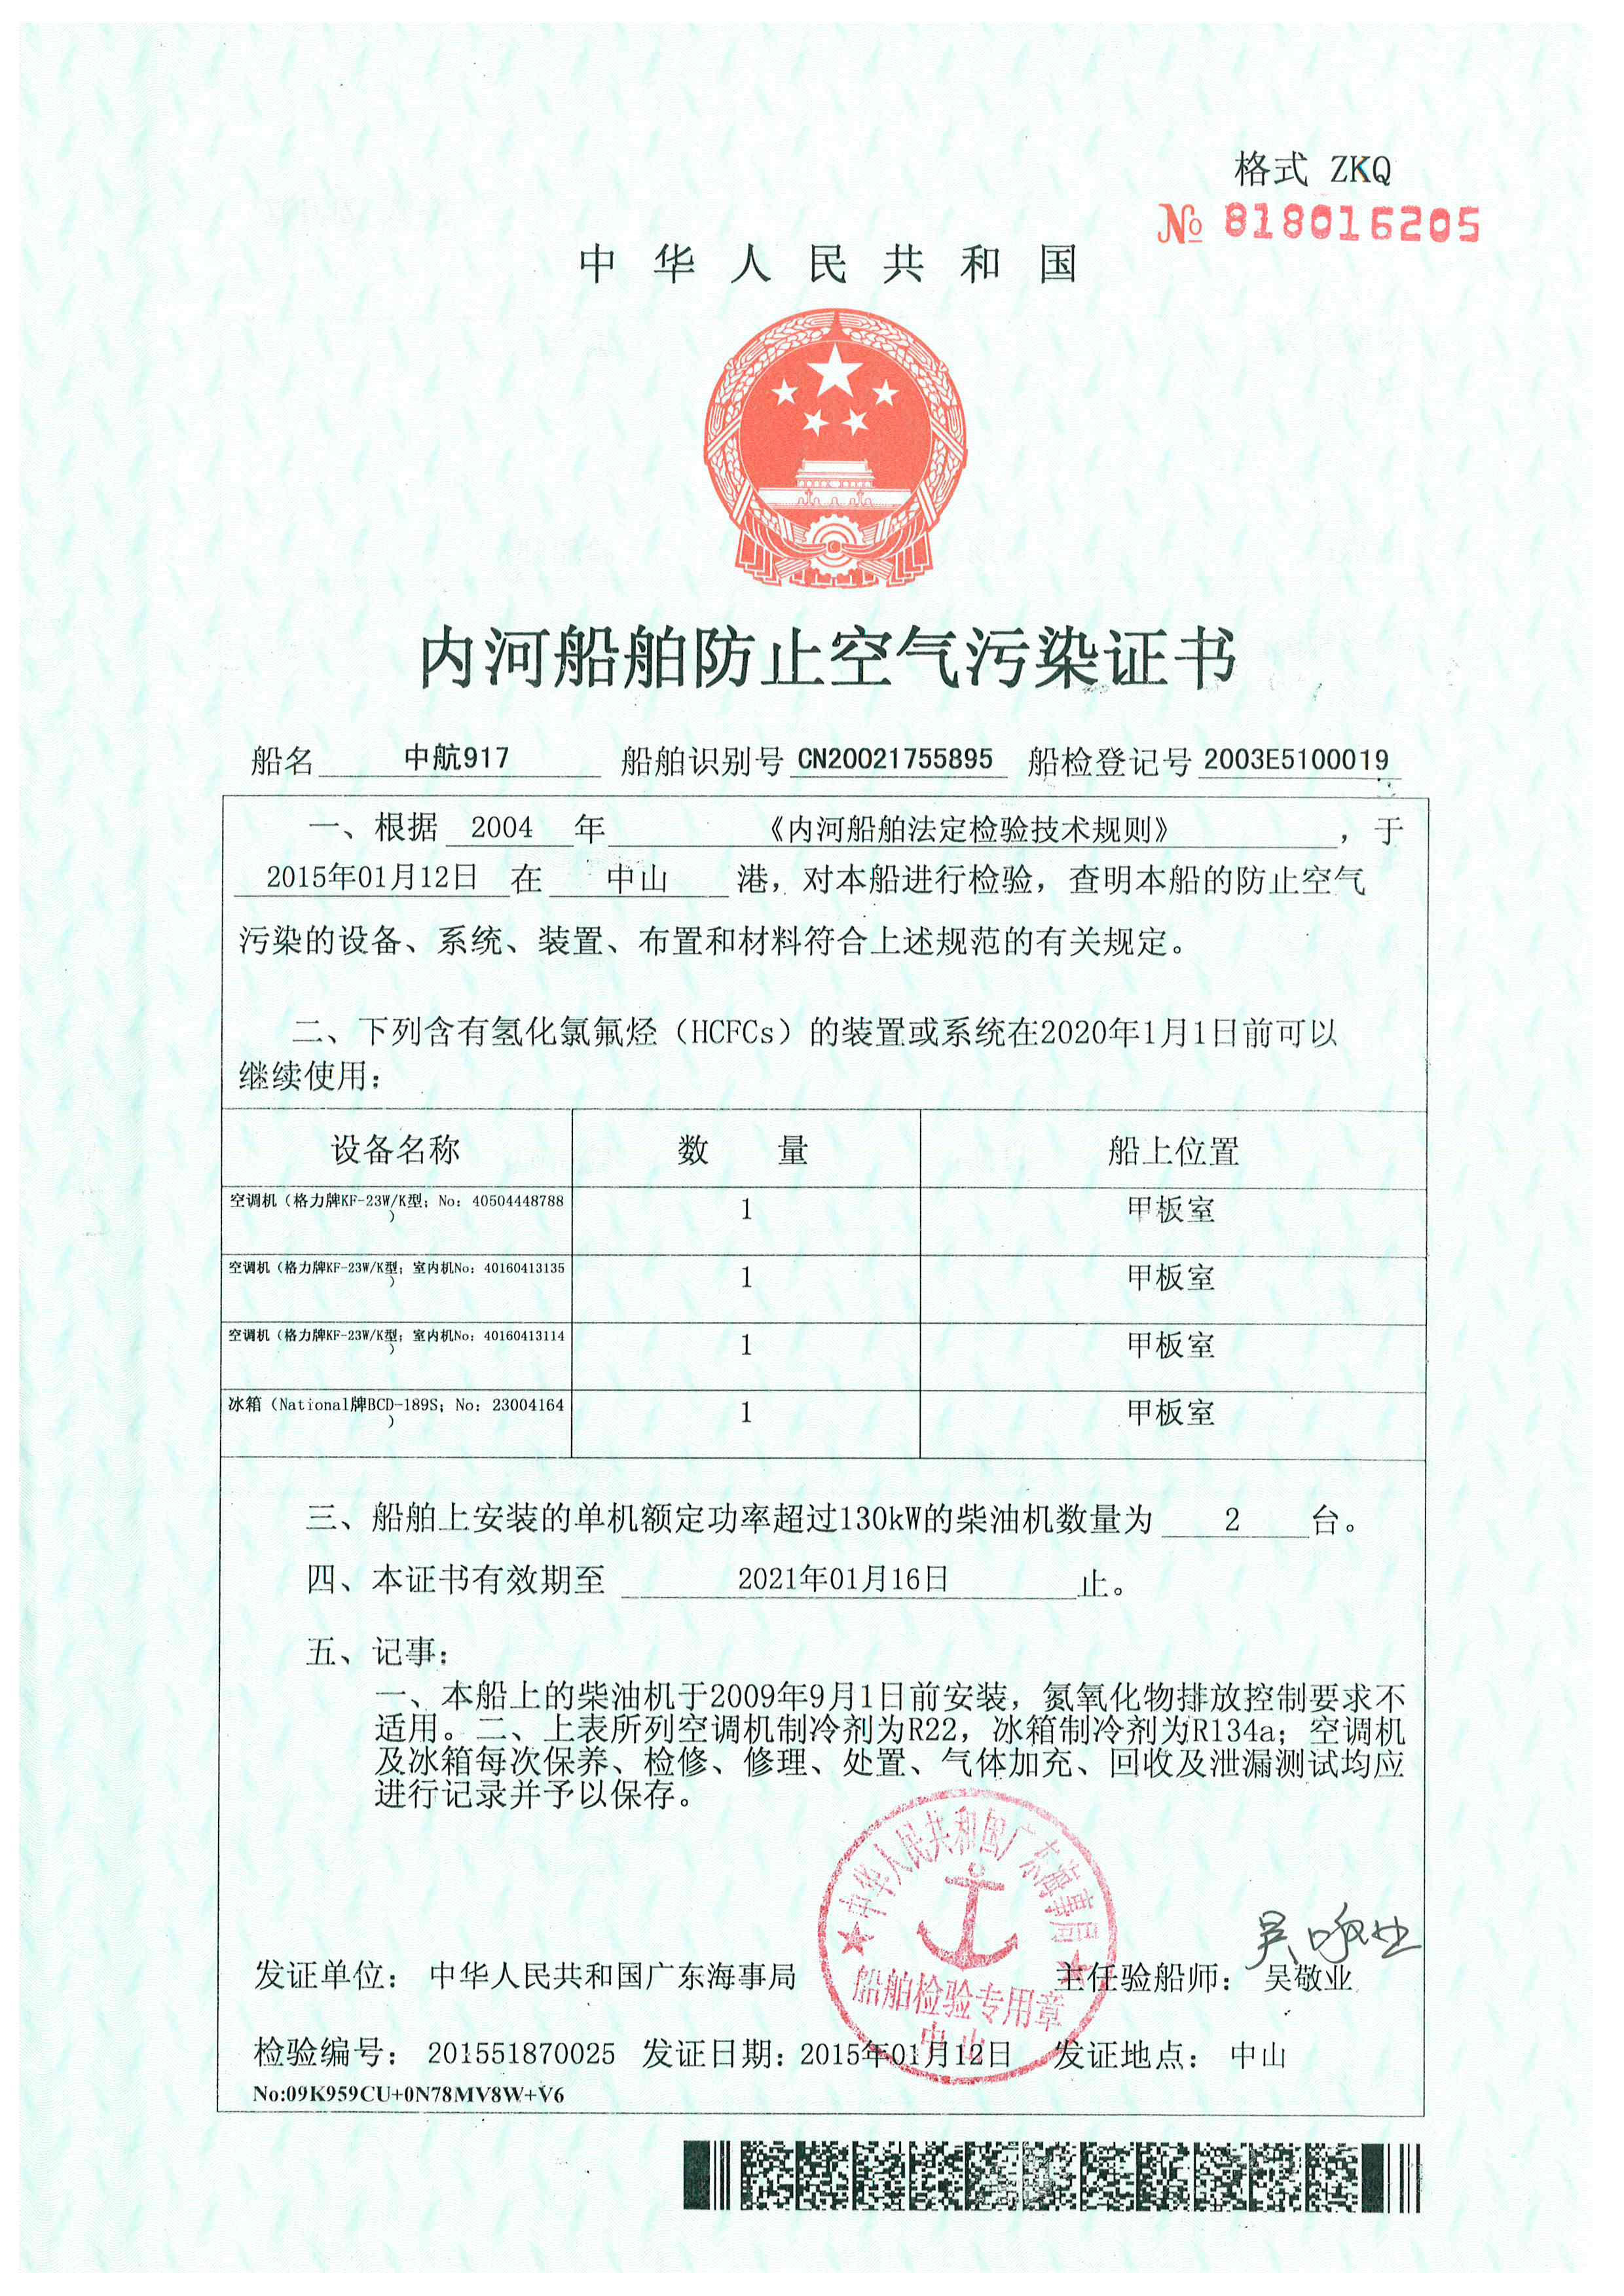 格式 ZKQ
№ 818016205
中华人民共和国
内河船舶防止空气污染证书
船名 中航917 船舶识别号 CN20021755895 船检登记号 2003E5100019
一、根据 2004 年 《内河船舶法定检验技术规则》 ，于
2015年01月12日 在 中山 港，对本船进行检验，查明本船的防止空气
污染的设备、系统、装置、布置和材料符合上述规范的有关规定。
二、下列含有氢化氯氟烃（HCFCs）的装置或系统在2020年1月1日前可以
继续使用：
设备名称 数 量 船上位置
空调机（格力牌KF-23W/K型；No：40504448788
） 1 甲板室
空调机（格力牌KF-23W/K型；室内机No：40160413135
） 1 甲板室
空调机（格力牌KF-23W/K型；室内机No：40160413114
） 1 甲板室
冰箱（National牌BCD-189S；No：23004164
） 1 甲板室
三、船舶上安装的单机额定功率超过130kW的柴油机数量为 2 台。
四、本证书有效期至 2021年01月16日 止。
五、记事：
一、本船上的柴油机于2009年9月1日前安装，氮氧化物排放控制要求不
适用。二、上表所列空调机制冷剂为R22，冰箱制冷剂为R134a；空调机
及冰箱每次保养、检修、修理、处置、气体加充、回收及泄漏测试均应
进行记录并予以保存。
中华人民共和国广东海事局
船舶检验专用章
中山
发证单位： 中华人民共和国广东海事局 主任验船师： 吴敬业
检验编号： 201551870025 发证日期：2015年01月12日 发证地点： 中山
No:09K959CU+0N78MV8W+V6